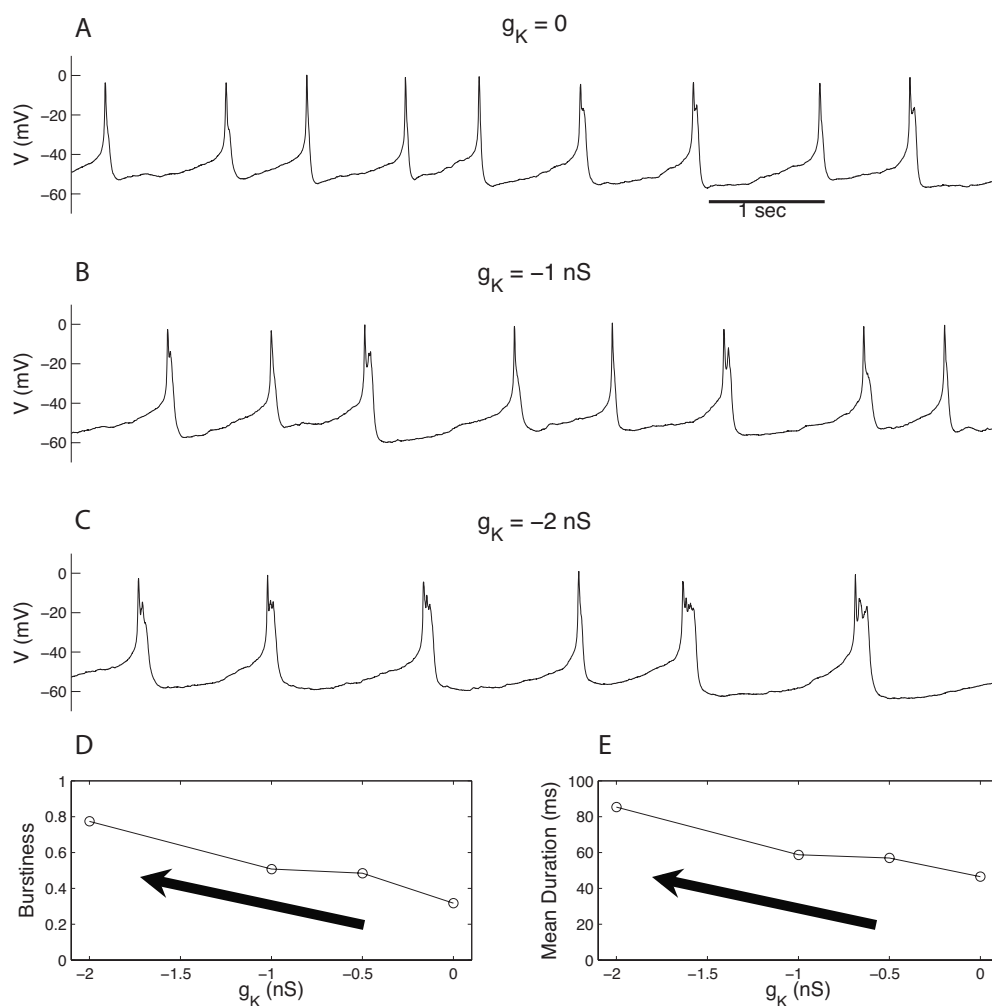 A
g_K = 0
0
−20
−40
−60
V (mV)
1 sec
B
g_K = −1 nS
0
−20
−40
−60
V (mV)
C
g_K = −2 nS
0
−20
−40
−60
V (mV)
D
1
0.8
0.6
0.4
0.2
0
Burstiness
−2 −1.5 −1 −0.5 0
g_K (nS)
E
100
80
60
40
20
0
Mean Duration (ms)
−2 −1.5 −1 −0.5 0
g_K (nS)